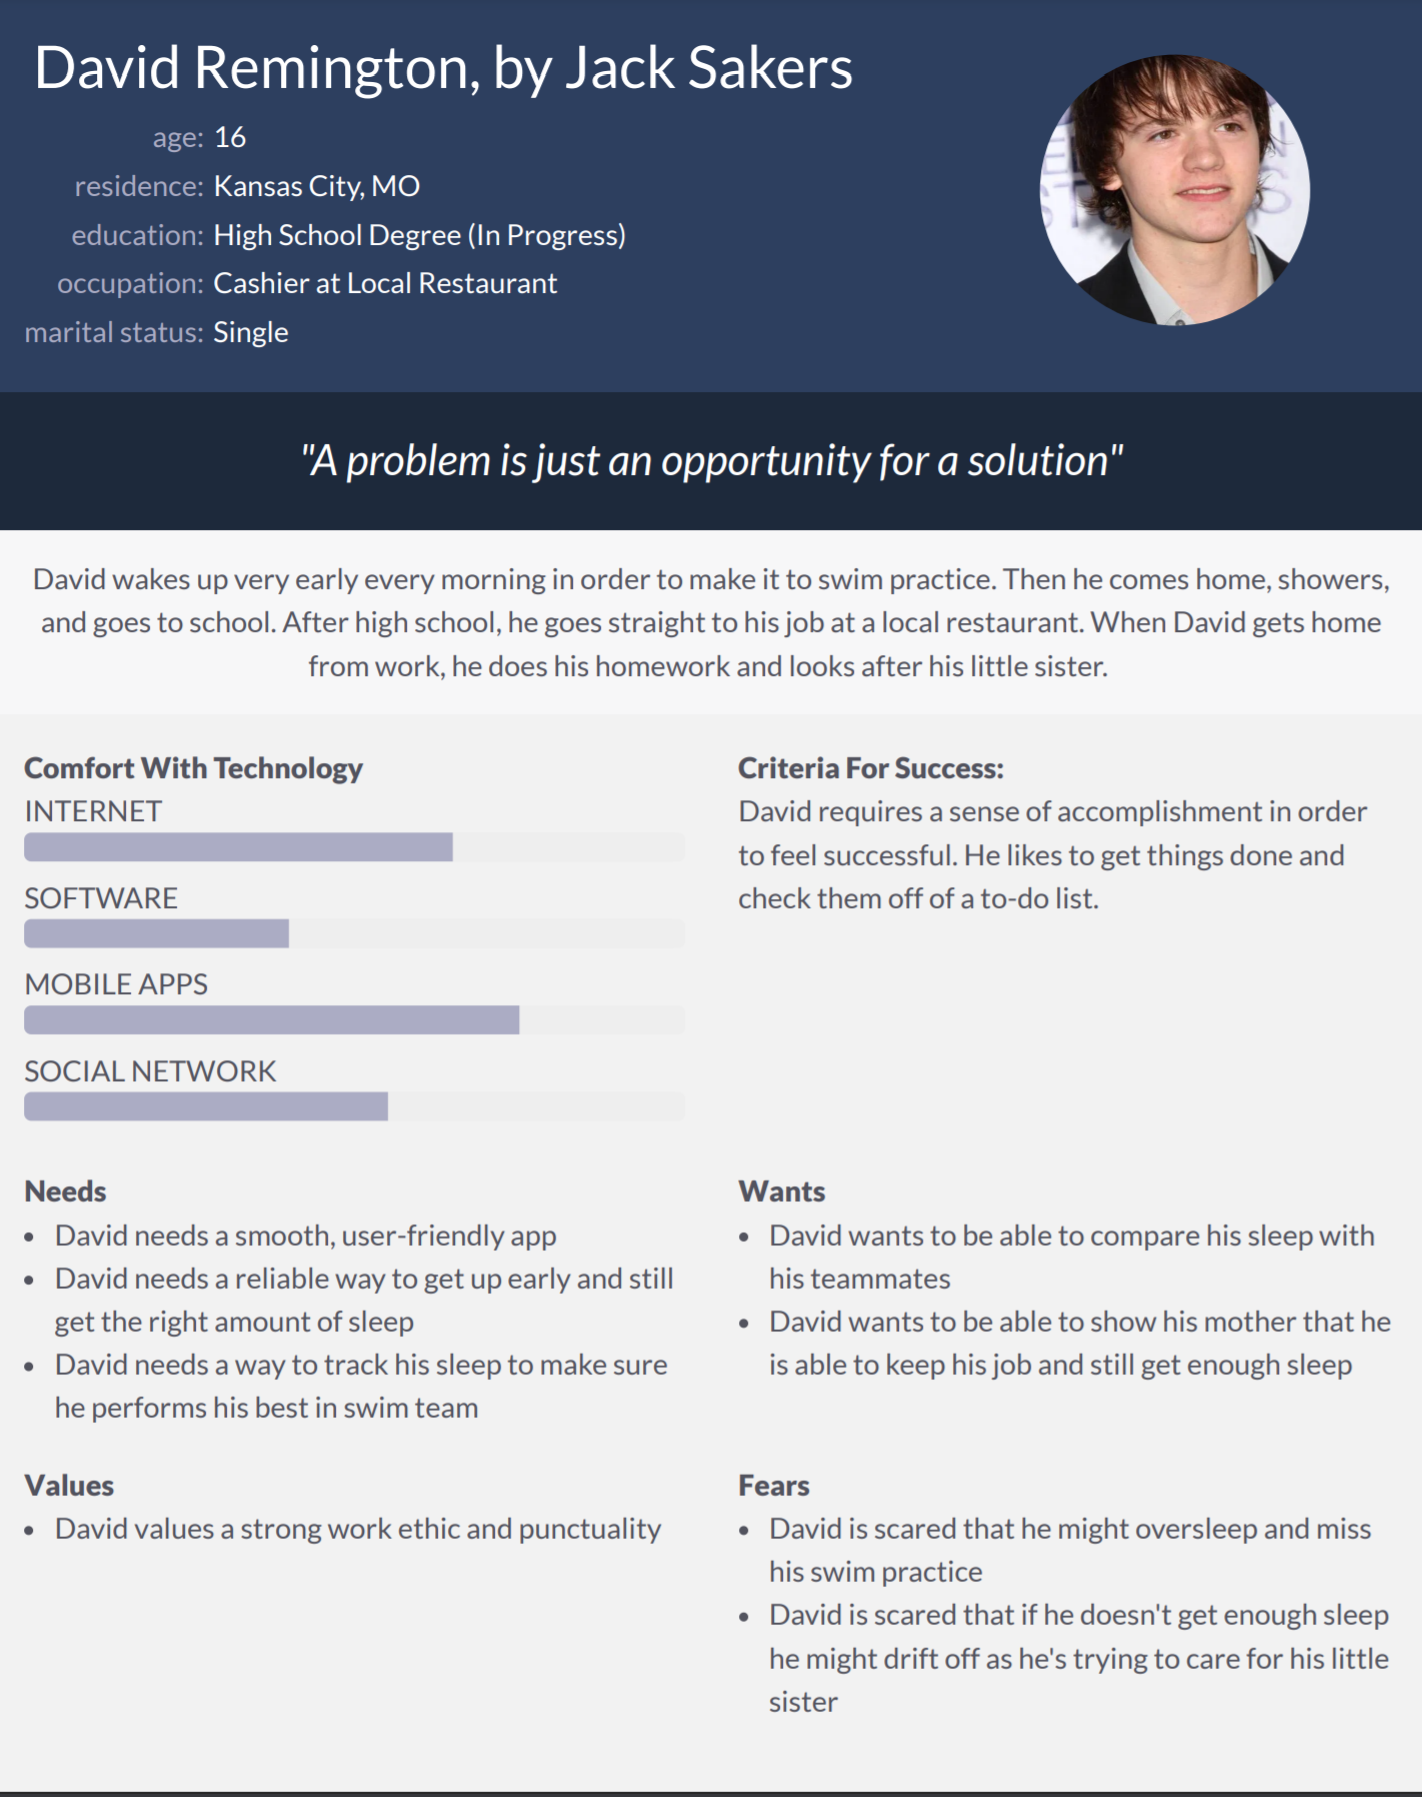 David Remington, by Jack Sakers
age: 16
residence: Kansas City, MO
education: High School Degree (In Progress)
occupation: Cashier at Local Restaurant
marital status: Single
"A problem is just an opportunity for a solution"
David wakes up very early every morning in order to make it to swim practice. Then he comes home, showers,
and goes to school. After high school, he goes straight to his job at a local restaurant. When David gets home
from work, he does his homework and looks after his little sister.
Comfort With Technology
INTERNET
SOFTWARE
MOBILE APPS
SOCIAL NETWORK
Criteria For Success:
David requires a sense of accomplishment in order
to feel successful. He likes to get things done and
check them off of a to-do list.
Needs
• David needs a smooth, user-friendly app
• David needs a reliable way to get up early and still
get the right amount of sleep
• David needs a way to track his sleep to make sure
he performs his best in swim team
Wants
• David wants to be able to compare his sleep with
his teammates
• David wants to be able to show his mother that he
is able to keep his job and still get enough sleep
Values
• David values a strong work ethic and punctuality
Fears
• David is scared that he might oversleep and miss
his swim practice
• David is scared that if he doesn't get enough sleep
he might drift off as he's trying to care for his little
sister